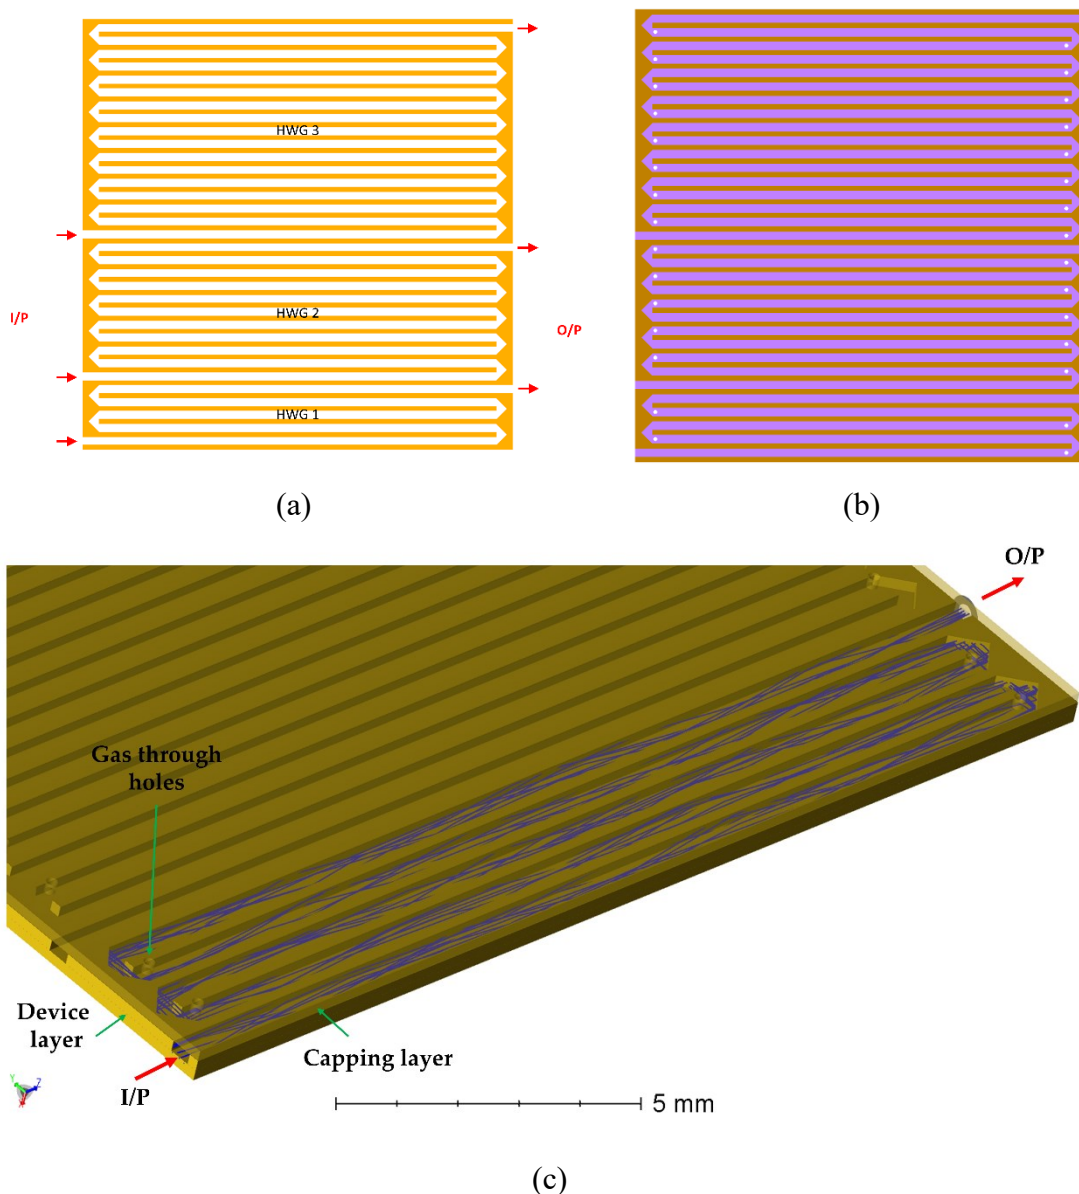 HWG 3
I/P
HWG 2
O/P
HWG 1
(a)
(b)
O/P
Gas through
holes
Device
layer
Capping layer
I/P
5 mm
(c)